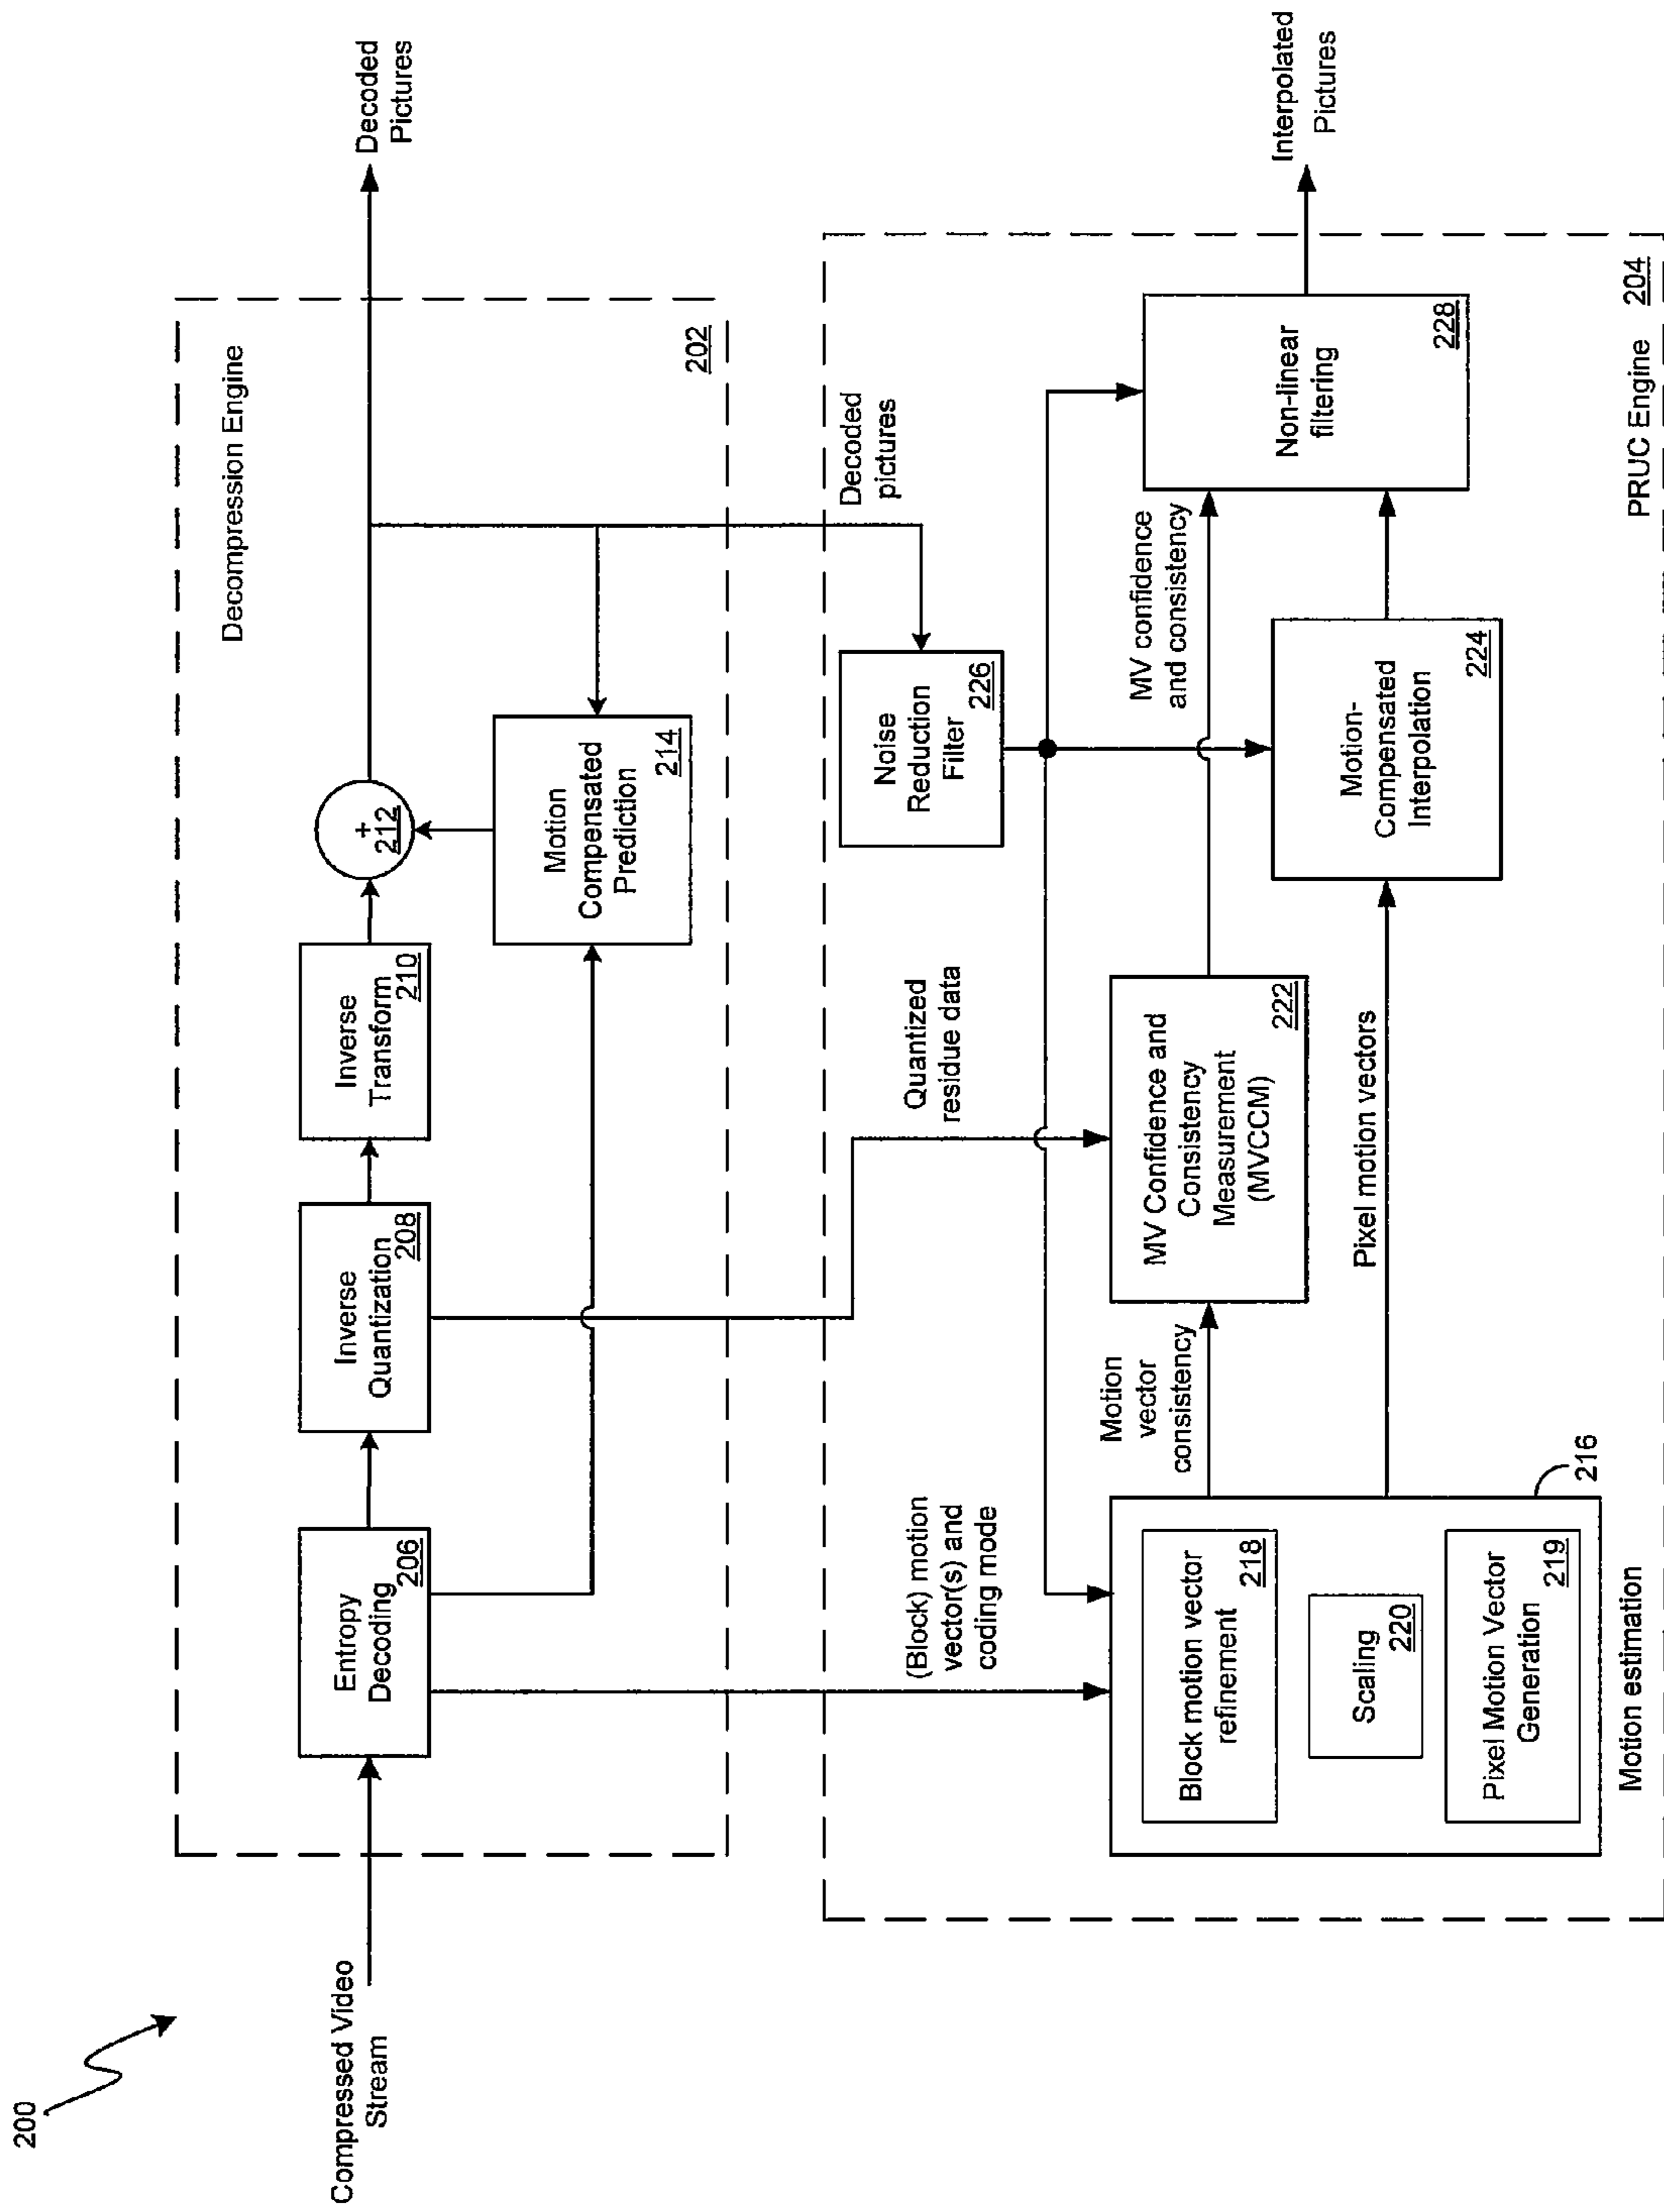 200
Compressed Video
Stream
Decompression Engine
202
Entropy
Decoding
206
Inverse
Quantization
208
Inverse
Transform
210
+
212
Motion
Compensated
Prediction
214
Decoded
Pictures
(Block) motion
vector(s) and
coding mode
Quantized
residue data
Decoded
pictures
Noise
Reduction
Filter
226
Block motion vector
refinement
218
Scaling
220
Pixel Motion Vector
Generation
219
Motion estimation
216
Motion
vector
consistency
MV Confidence and
Consistency
Measurement
(MVCCM)
222
MV confidence
and consistency
Pixel motion vectors
Motion-
Compensated
Interpolation
224
Non-linear
filtering
228
Interpolated
Pictures
PRUC Engine
204